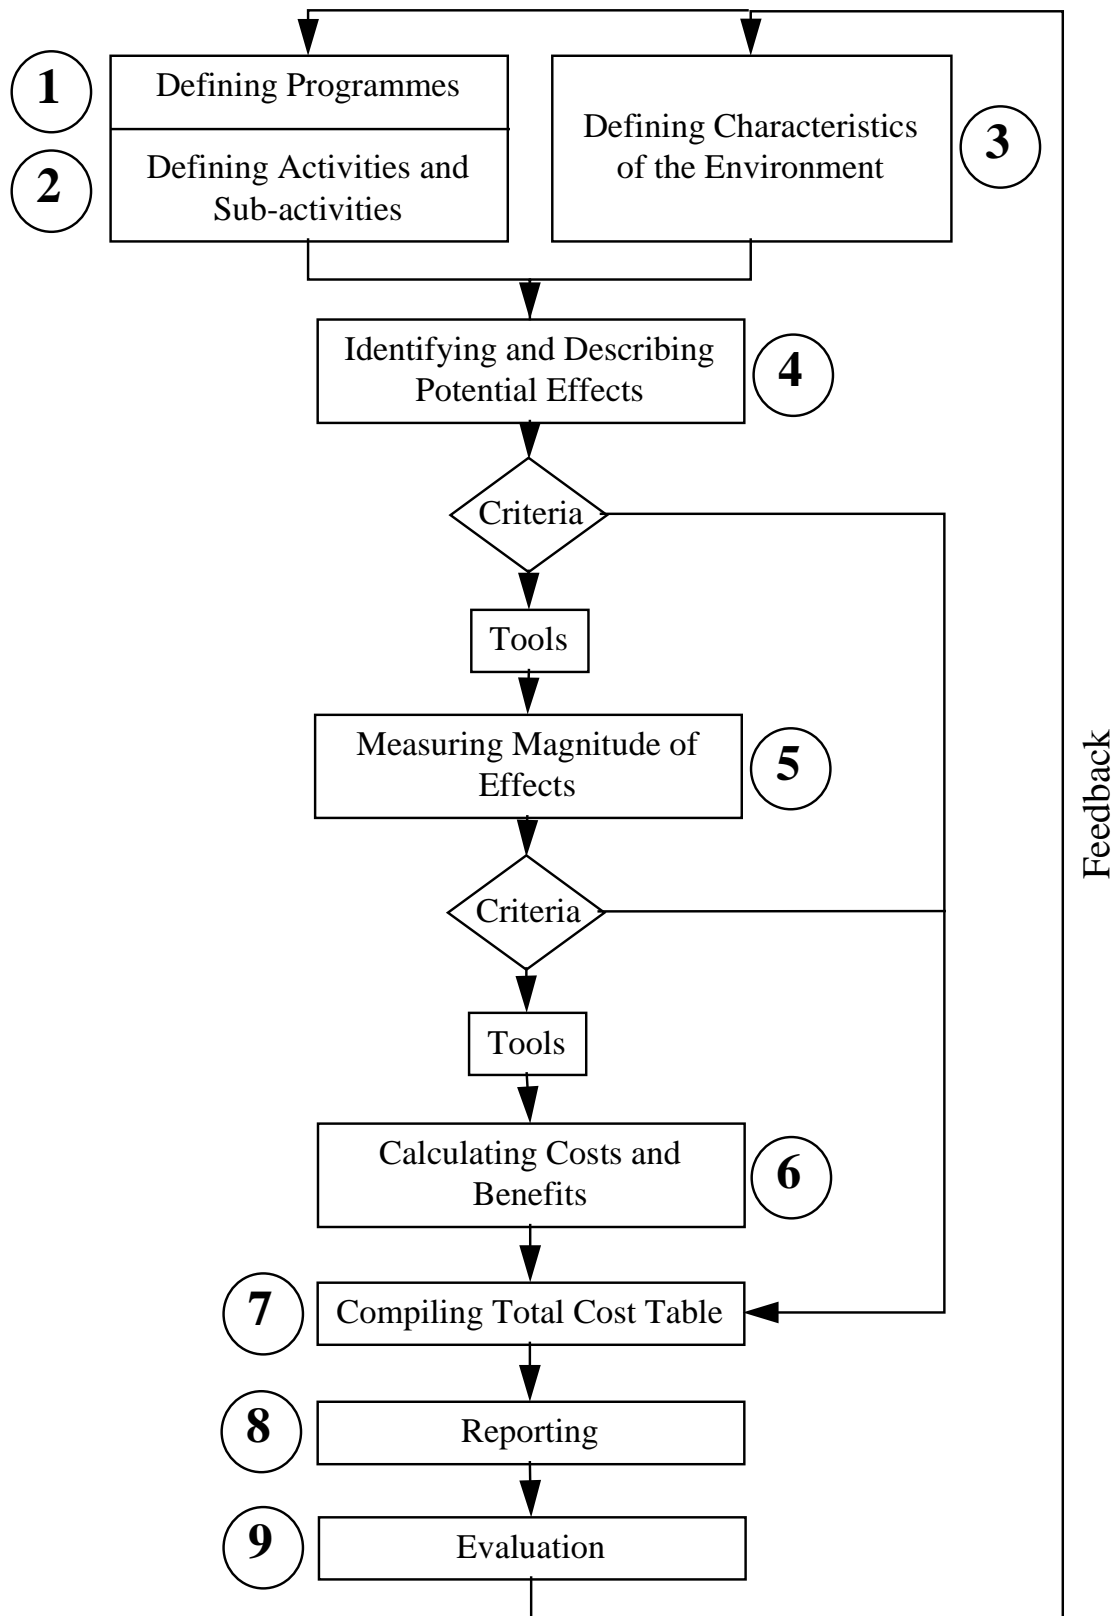 1
Defining Programmes
2
Defining Activities and
Sub-activities
Defining Characteristics
of the Environment
3
Identifying and Describing
Potential Effects
4
Criteria
Tools
Measuring Magnitude of
Effects
5
Feedback
Criteria
Tools
Calculating Costs and
Benefits
6
7
Compiling Total Cost Table
8
Reporting
9
Evaluation